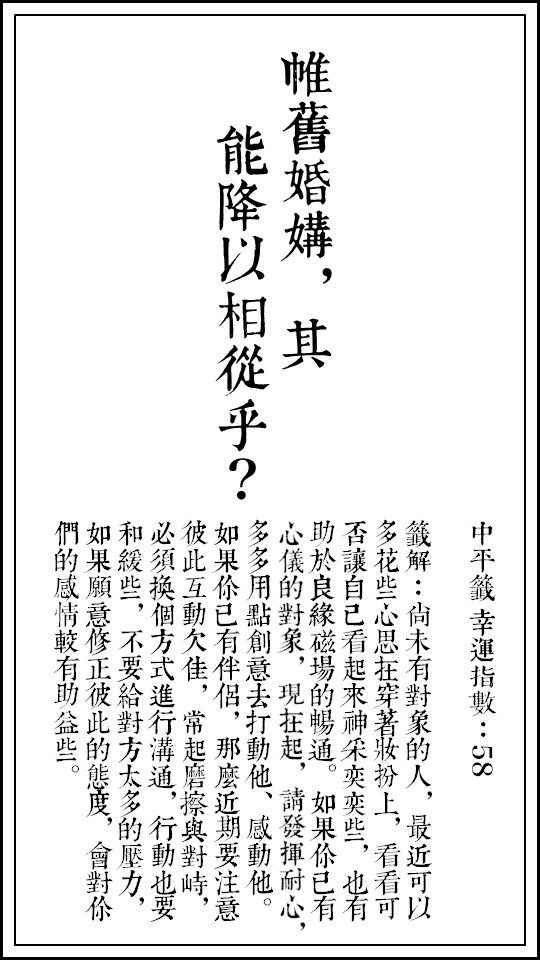 帷舊婚媾，其
能降以相從乎？
中平籤 幸運指數：58
籤解：尚未有對象的人，最近可以
多花些心思在穿著妝扮上，看看可
否讓自己看起來神采奕奕些，也有
助於良緣磁場的暢通。如果你已有
心儀的對象，現在起，請發揮耐心，
多多用點創意去打動他、感動他。
如果你已有伴侶，那麼近期要注意
彼此互動欠佳，常起磨擦與對峙，
必須換個方式進行溝通，行動也要
和緩些，不要給對方太多的壓力，
如果願意修正彼此的態度，會對你
們的感情較有助益些。